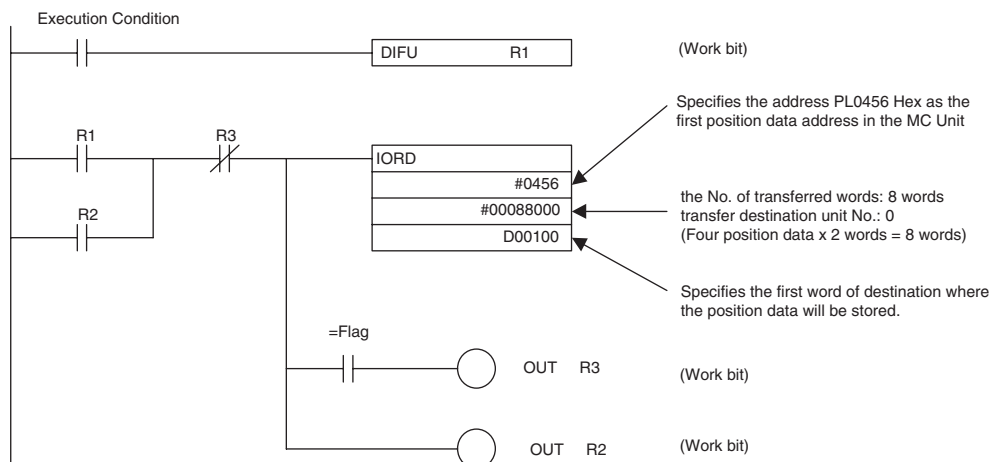 Execution Condition
DIFU R1
(Work bit)
Specifies the address PL0456 Hex as the
first position data address in the MC Unit
R1
R3
IORD
#0456
#00088000
D00100
the No. of transferred words: 8 words
transfer destination unit No.: 0
(Four position data x 2 words = 8 words)
R2
Specifies the first word of destination where
the position data will be stored.
=Flag
OUT R3
(Work bit)
OUT R2
(Work bit)